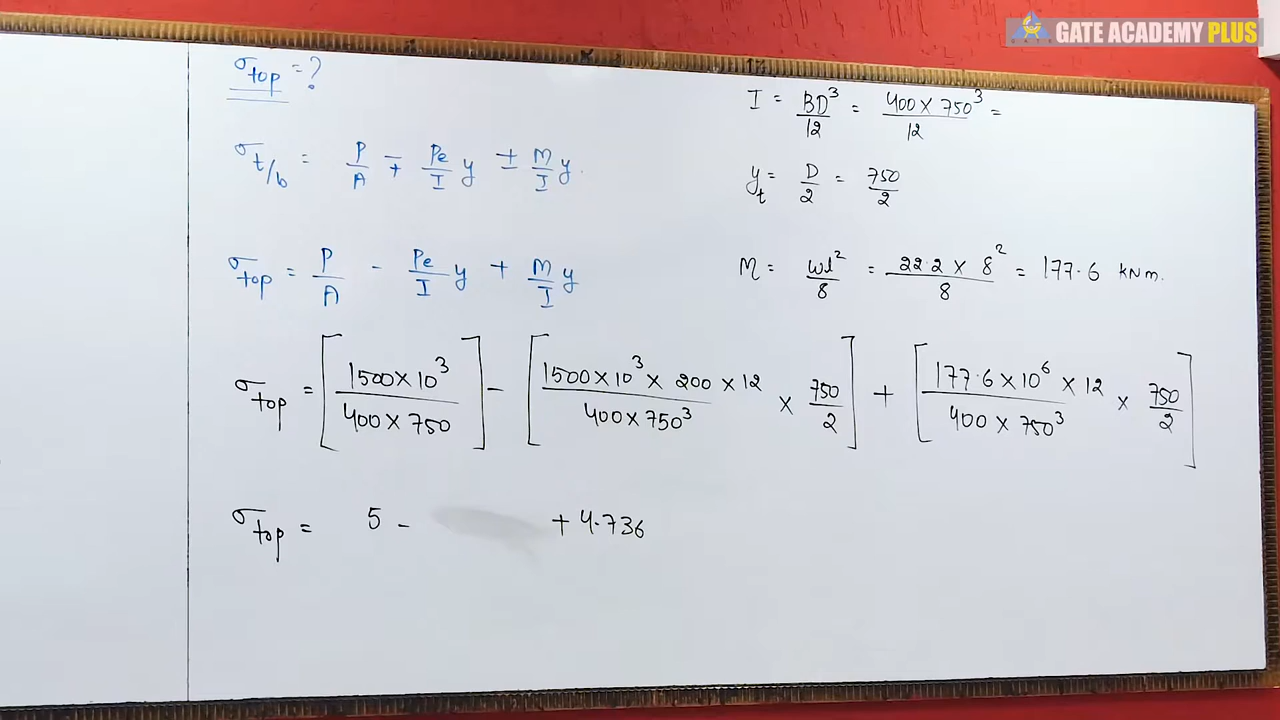 GATE ACADEMY PLUS
σtop = ?
σt/b = P/A ∓ Pe/I y ± M/I y.
σtop = P/A - Pe/I y + M/I y
I = BD³/12 = 400 × 750³/12 =
yt = D/2 = 750/2
M = ωl²/8 = 22.2 × 8²/8 = 177.6 kNm.
σtop = [1500×10³/400 × 750] - [1500×10³ × 200 × 12/400 × 750³ × 750/2] + [177.6 × 10⁶ × 12/400 × 750³ × 750/2]
σtop = 5 - + 4.736